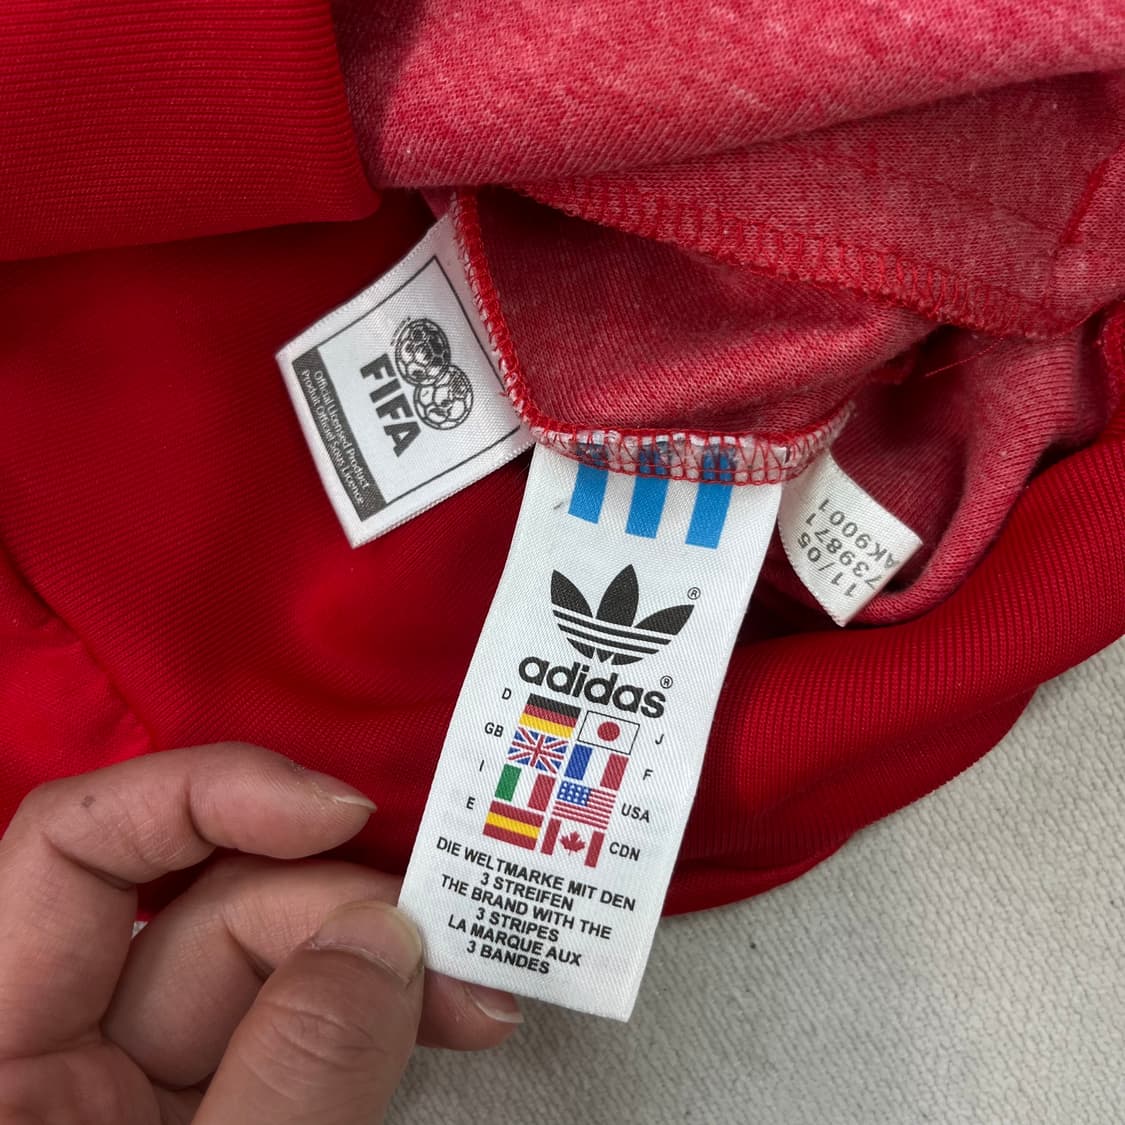 FIFA
Official Licensed Product
Produit Officiel Sous Licence
11/05
739871
AK9001
®
adidas®
D
J
GB
F
I
USA
E
CDN
DIE WELTMARKE MIT DEN
3 STREIFEN
THE BRAND WITH THE
3 STRIPES
LA MARQUE AUX
3 BANDES